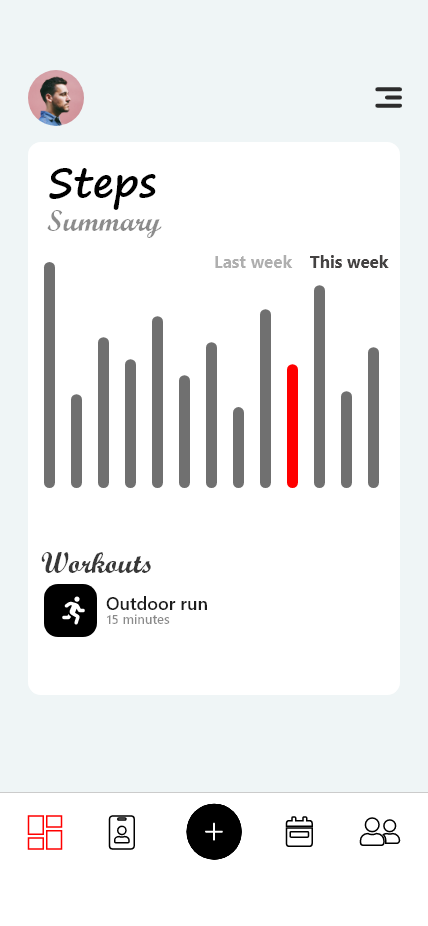 Steps
Summary
Last week This week
Workouts
Outdoor run
15 minutes